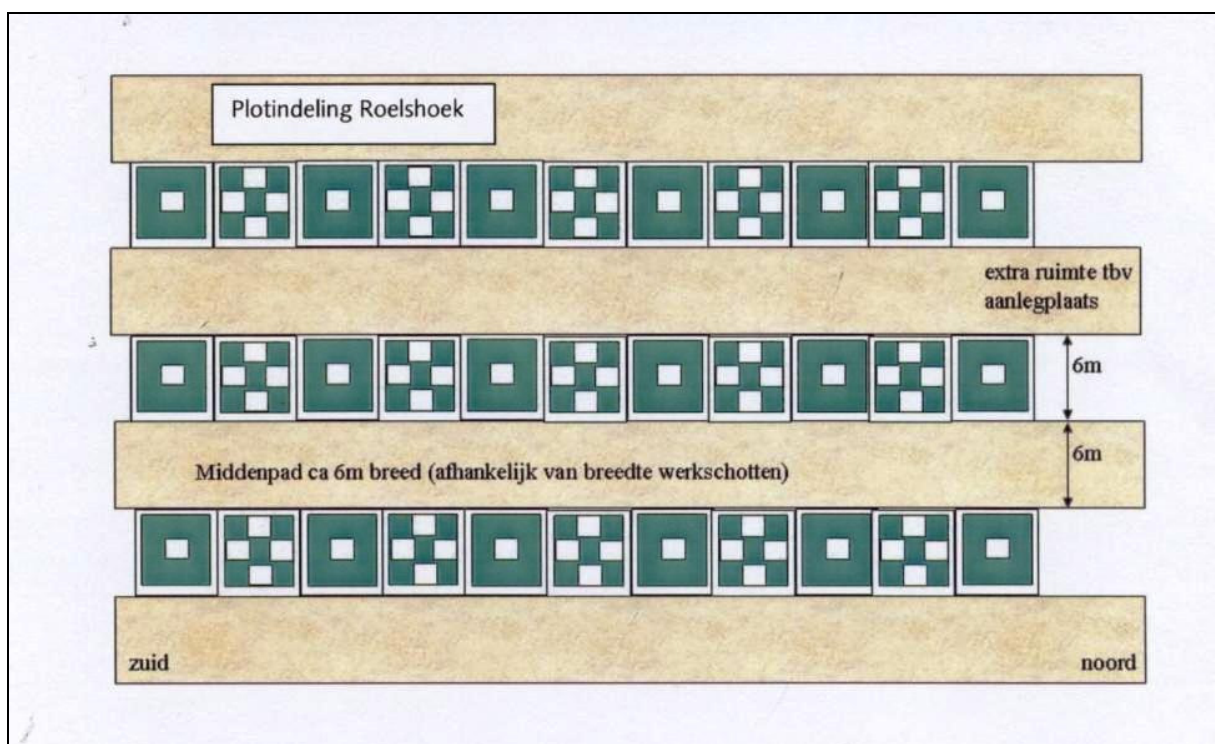 Plotindeling Roelshoek
extra ruimte tbv
aanlegplaats
6m
6m
Middenpad ca 6m breed (afhankelijk van breedte werkschotten)
zuid
noord